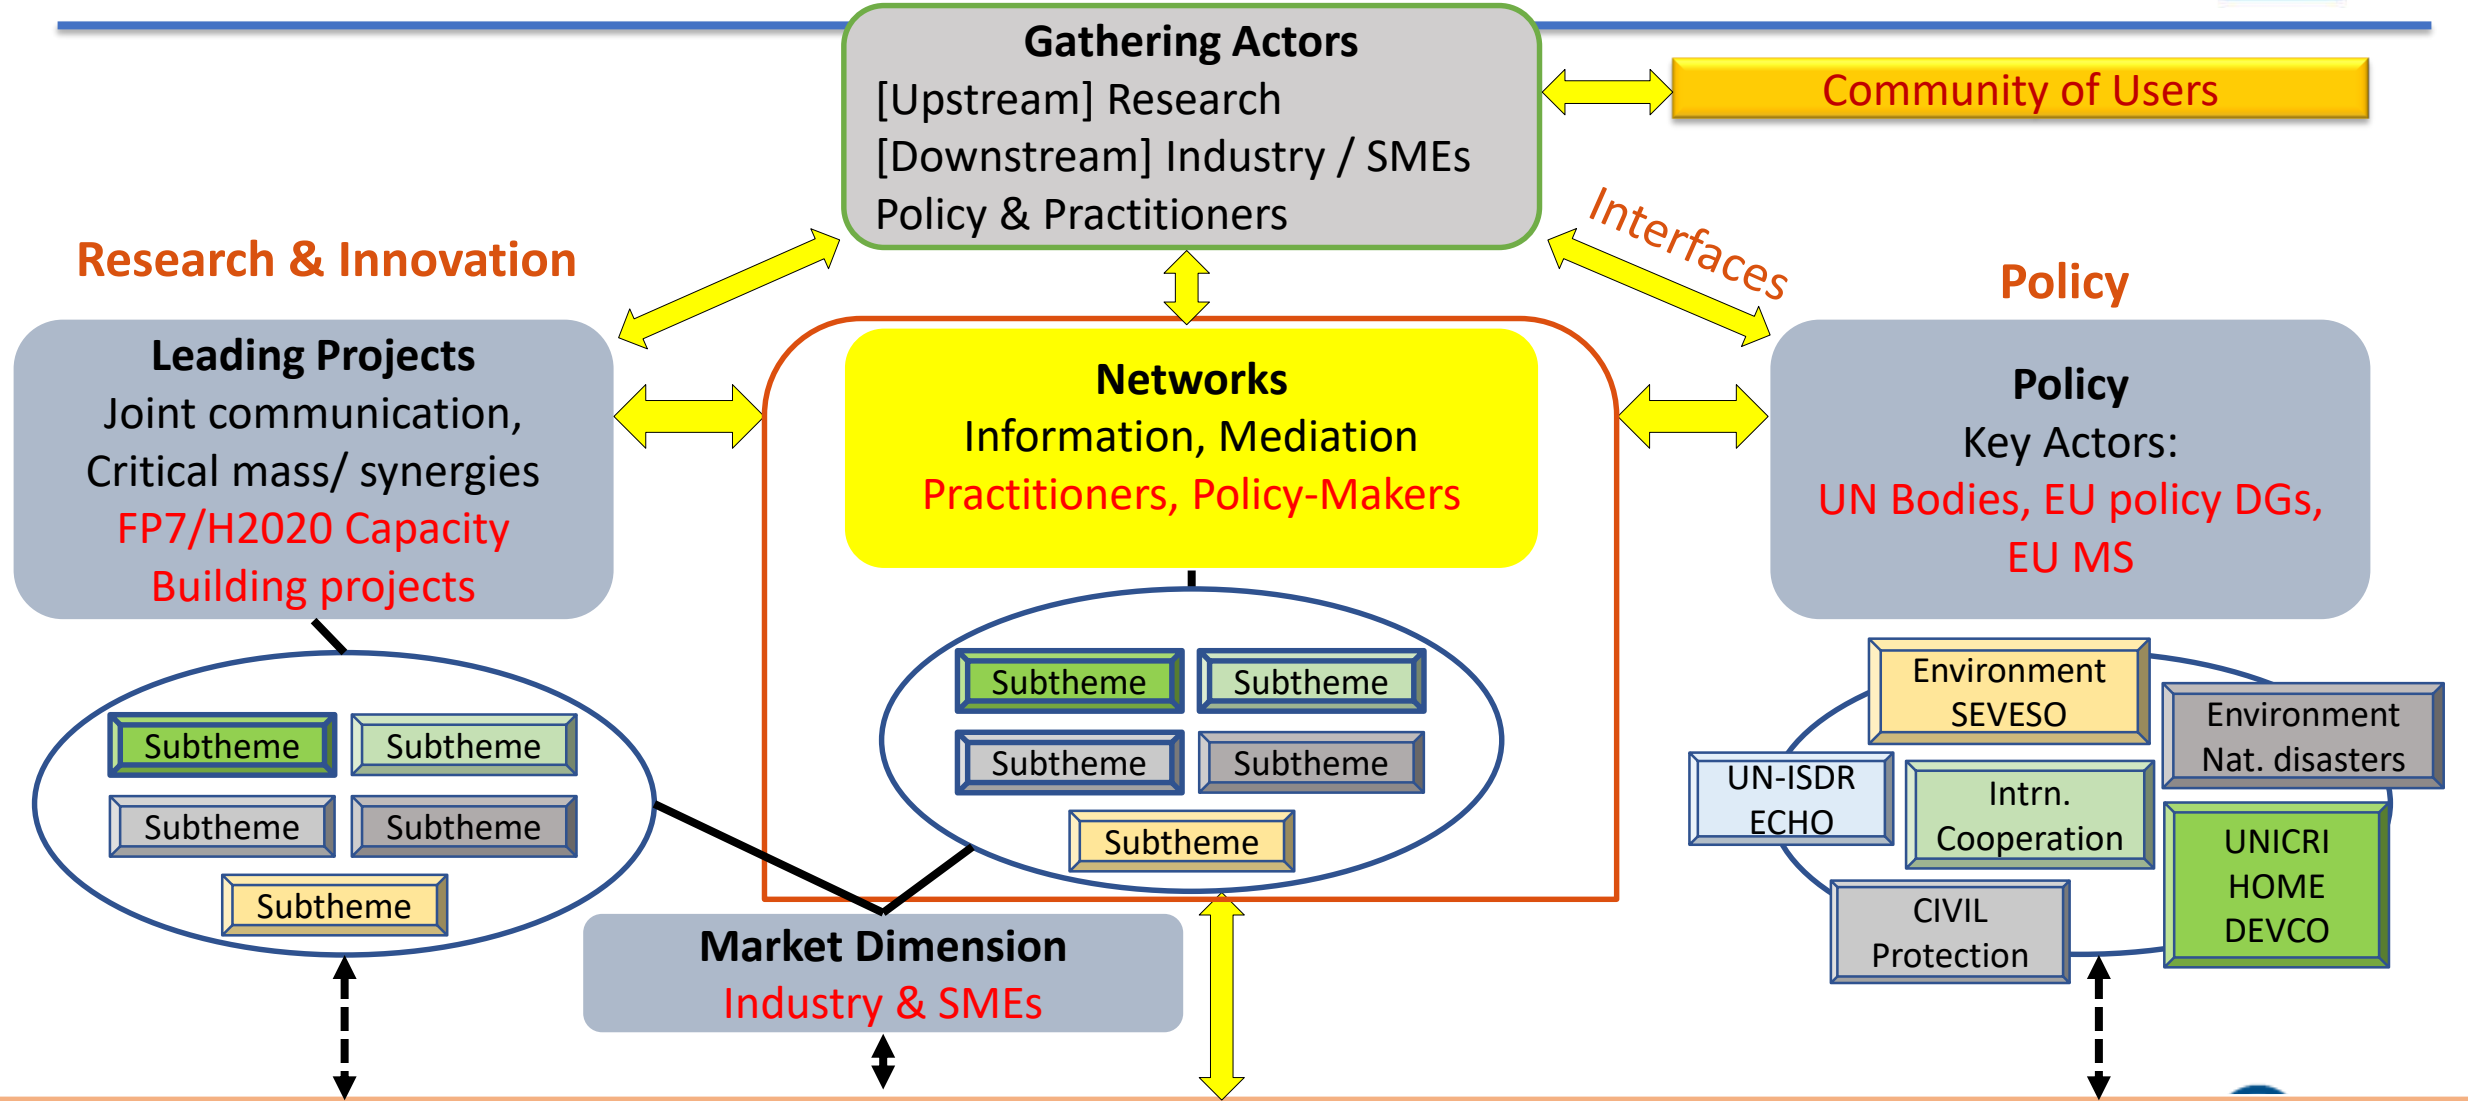 Gathering Actors
[Upstream] Research
[Downstream] Industry / SMEs
Policy & Practitioners
Community of Users
Interfaces
Research & Innovation
Policy
Leading Projects
Joint communication,
Critical mass/ synergies
FP7/H2020 Capacity
Building projects
Networks
Information, Mediation
Practitioners, Policy-Makers
Policy
Key Actors:
UN Bodies, EU policy DGs,
EU MS
Subtheme
Subtheme
Subtheme
Subtheme
Subtheme
Subtheme
Subtheme
Subtheme
Subtheme
Subtheme
Environment
SEVESO
Environment
Nat. disasters
UN-ISDR
ECHO
Intrn.
Cooperation
UNICRI
HOME
DEVCO
CIVIL
Protection
Market Dimension
Industry & SMEs